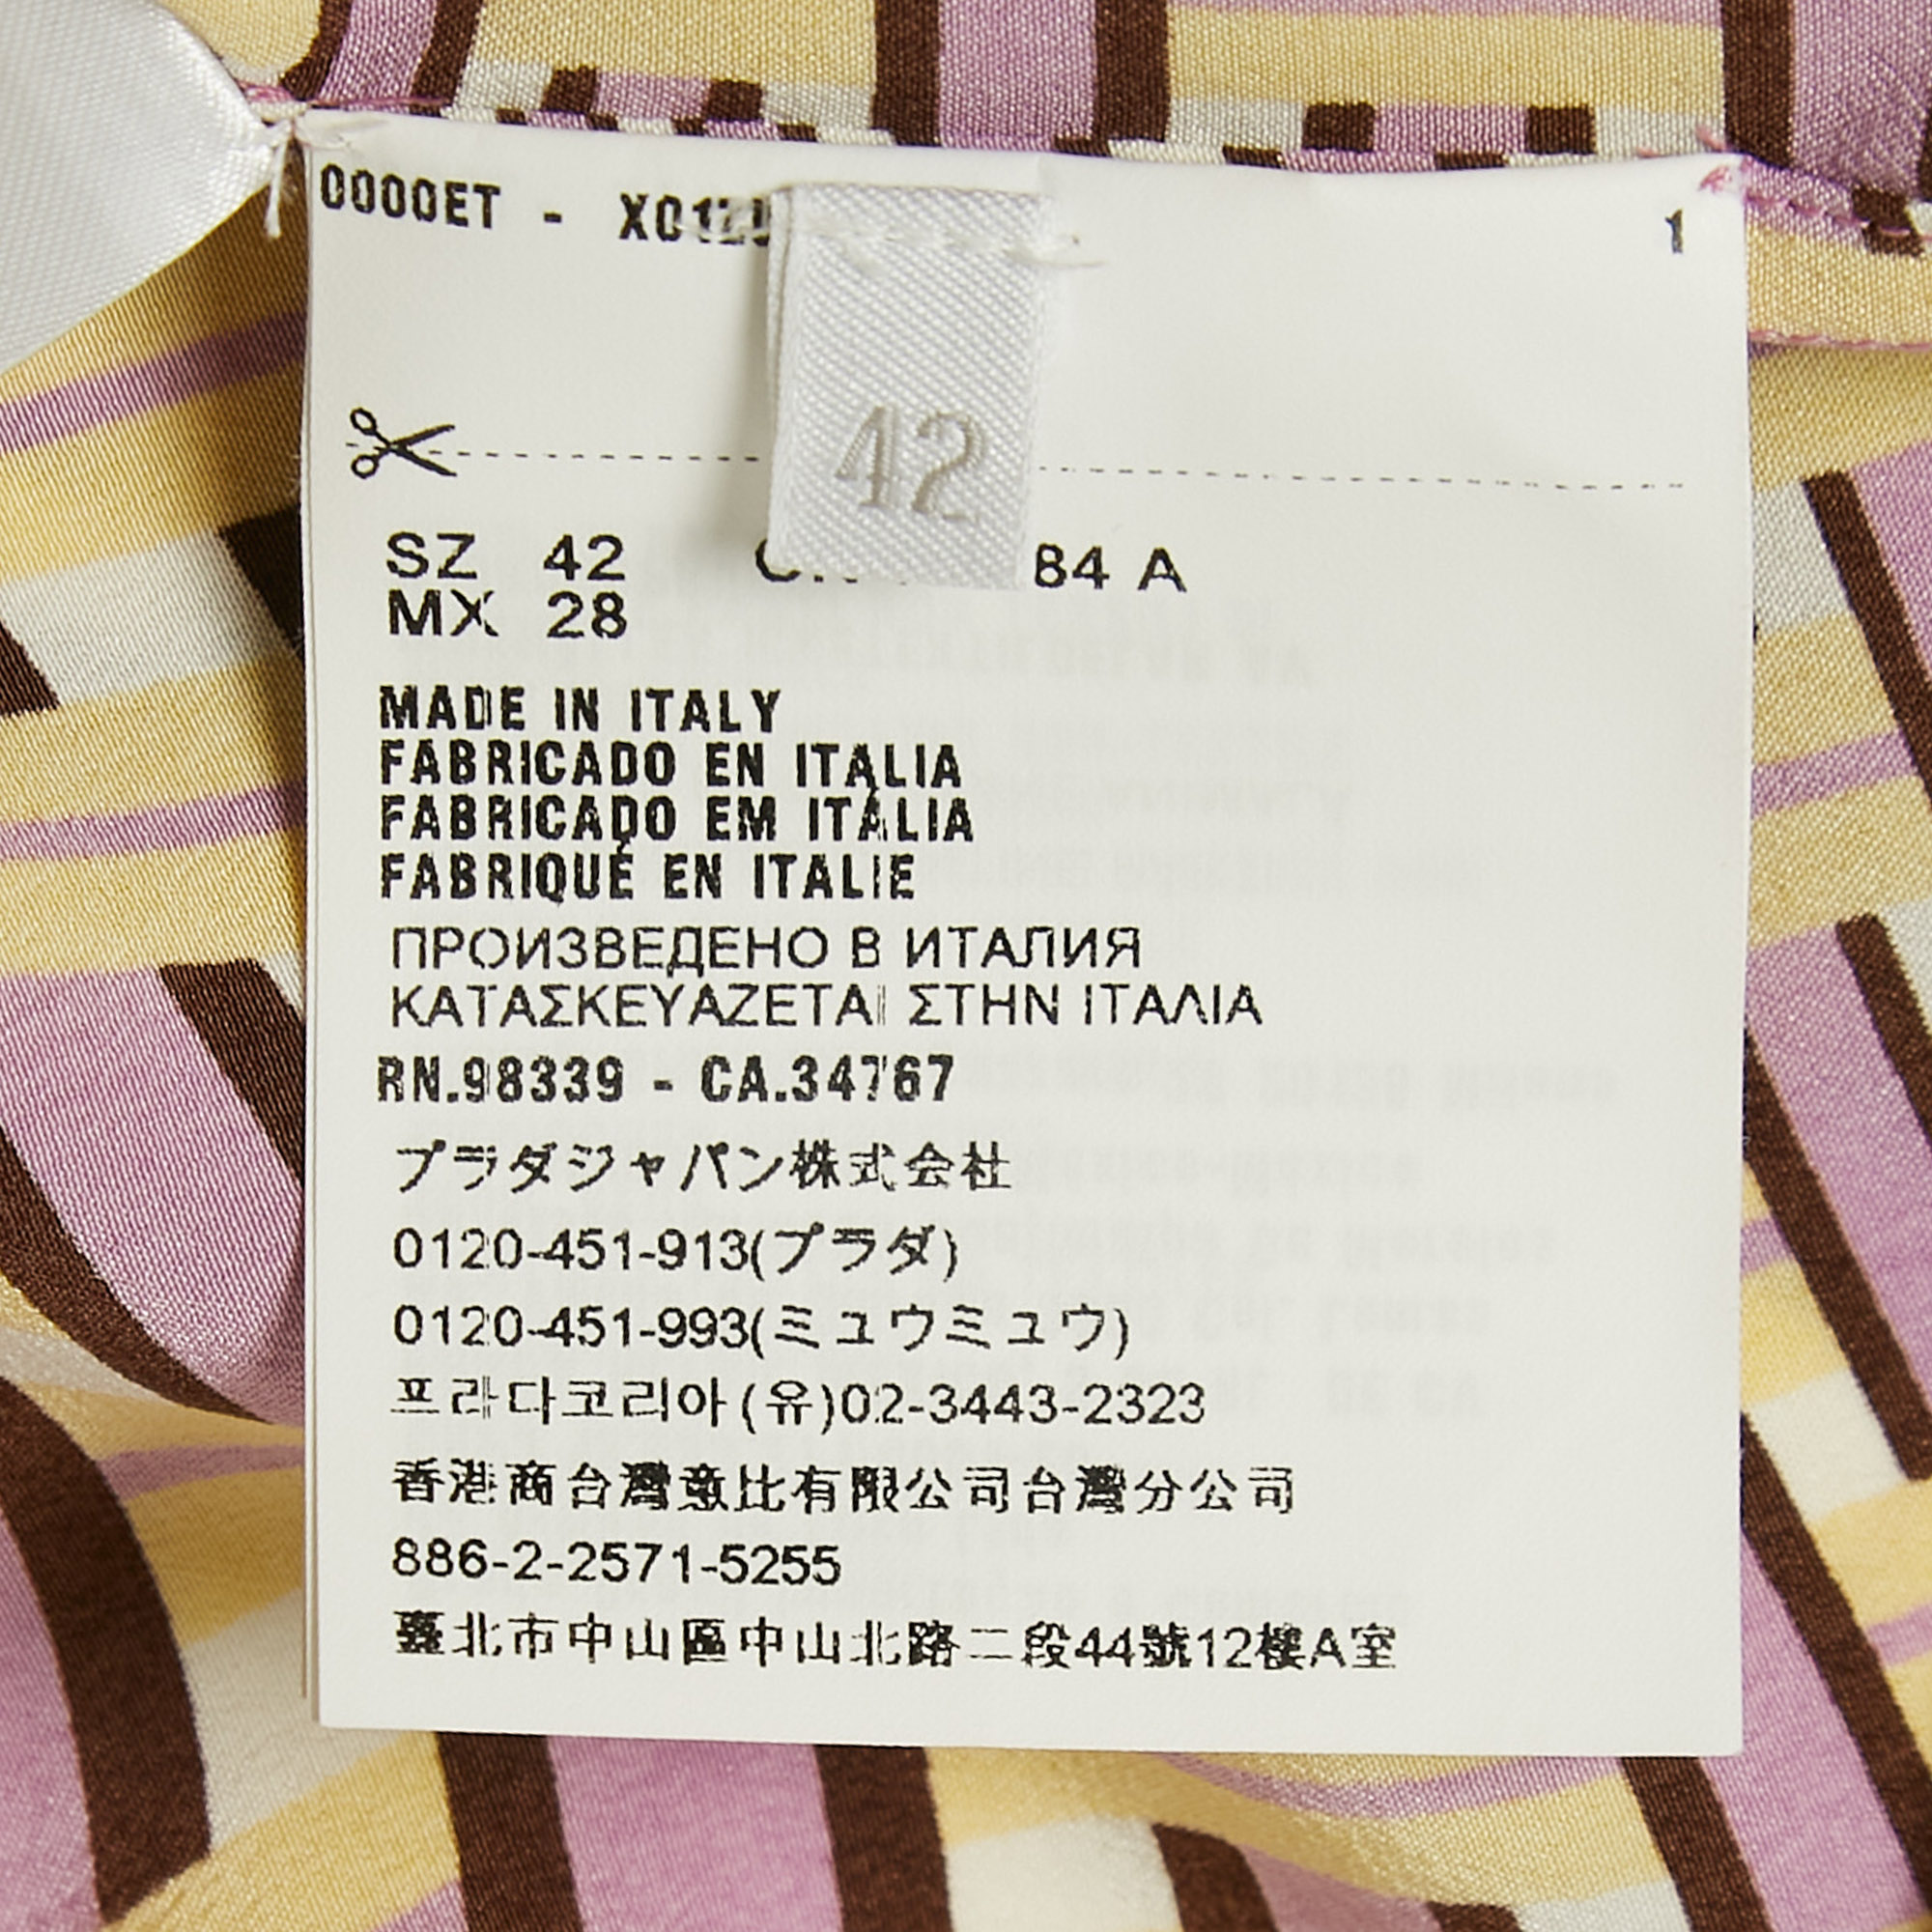 0000ET -
1
42
SZ 42 84 A
MX 28
MADE IN ITALY
FABRICADO EN ITALIA
FABRICADO EM ITÁLIA
FABRIQUÉ EN ITALIE
ПРОИЗВЕДЕНО В ИТАЛИЯ
ΚΑΤΑΣΚΕΥΑΖΕΤΑΙ ΣΤΗΝ ΙΤΑΛΙΑ
RN.98339 - CA.34767
プラダジャパン株式会社
0120-451-913(プラダ)
0120-451-993(ミュウミュウ)
프라다코리아(유)02-3443-2323
香港商台灣意比有限公司台灣分公司
886-2-2571-5255
臺北市中山區中山北路二段44號12樓A室